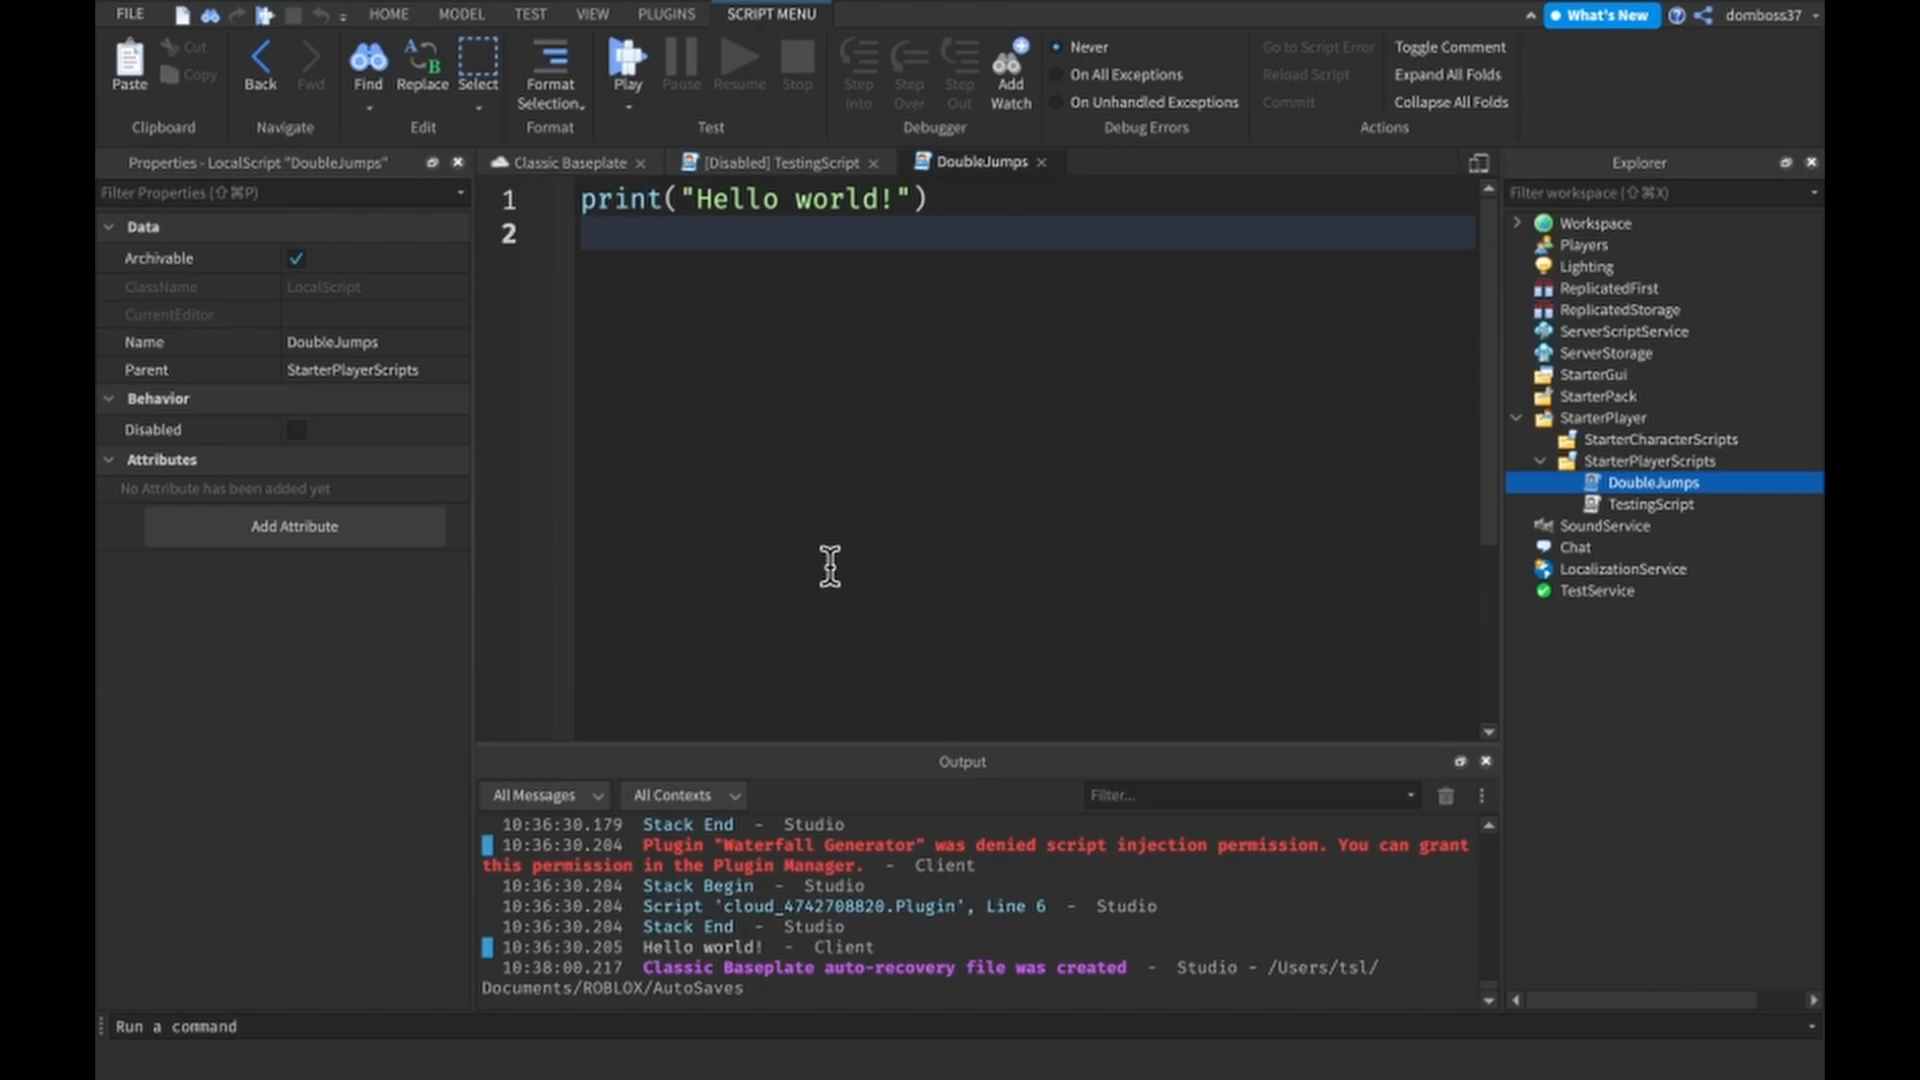 FILE HOME MODEL TEST VIEW PLUGINS SCRIPT MENU What's New domboss37
Paste Cut Copy Clipboard
Back Fwd Navigate
Find Replace Select Edit
Format Selection Format
Play Pause Resume Stop Test
Step Into Step Over Step Out Add Watch Debugger
Never
On All Exceptions
On Unhandled Exceptions
Debug Errors
Go to Script Error
Reload Script
Commit
Toggle Comment
Expand All Folds
Collapse All Folds
Actions
Properties - LocalScript "DoubleJumps"
Filter Properties (⇧⌘P)
Data
Archivable
ClassName LocalScript
CurrentEditor
Name DoubleJumps
Parent StarterPlayerScripts
Behavior
Disabled
Attributes
No Attribute has been added yet
Add Attribute
Classic Baseplate [Disabled] TestingScript DoubleJumps
1 print("Hello world!")
2
Output
All Messages All Contexts Filter...
10:36:30.179 Stack End - Studio
10:36:30.204 Plugin "Waterfall Generator" was denied script injection permission. You can grant
this permission in the Plugin Manager. - Client
10:36:30.204 Stack Begin - Studio
10:36:30.204 Script 'cloud_4742708820.Plugin', Line 6 - Studio
10:36:30.204 Stack End - Studio
10:36:30.205 Hello world! - Client
10:38:00.217 Classic Baseplate auto-recovery file was created - Studio - /Users/tsl/
Documents/ROBLOX/AutoSaves
Explorer
Filter workspace (⇧⌘X)
Workspace
Players
Lighting
ReplicatedFirst
ReplicatedStorage
ServerScriptService
ServerStorage
StarterGui
StarterPack
StarterPlayer
StarterCharacterScripts
StarterPlayerScripts
DoubleJumps
TestingScript
SoundService
Chat
LocalizationService
TestService
Run a command